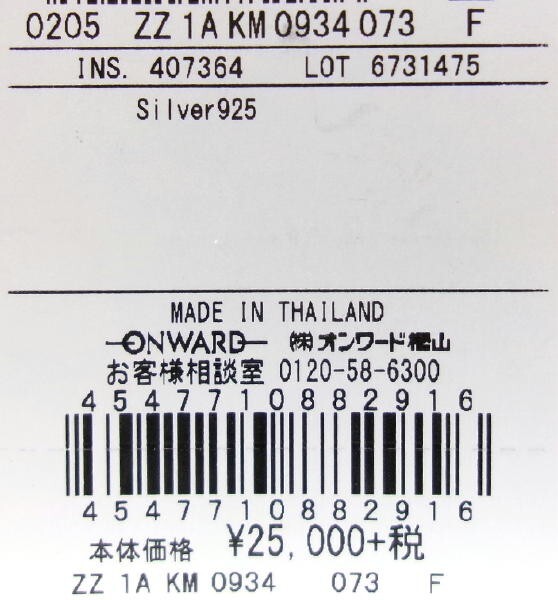 0205 ZZ 1A KM 0934 073 F
INS. 407364 LOT 6731475
Silver925
MADE IN THAILAND
ONWARD ㈱オンワード樫山
お客様相談室 0120-58-6300
4547710882916
4547710882916
本体価格 ¥25,000+税
ZZ 1A KM 0934 073 F